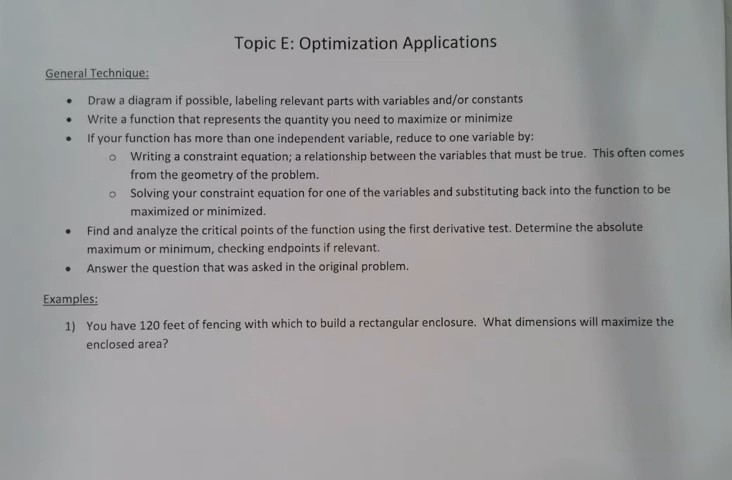 Topic E: Optimization Applications
General Technique:
• Draw a diagram if possible, labeling relevant parts with variables and/or constants
• Write a function that represents the quantity you need to maximize or minimize
• If your function has more than one independent variable, reduce to one variable by:
o Writing a constraint equation; a relationship between the variables that must be true. This often comes
from the geometry of the problem.
o Solving your constraint equation for one of the variables and substituting back into the function to be
maximized or minimized.
• Find and analyze the critical points of the function using the first derivative test. Determine the absolute
maximum or minimum, checking endpoints if relevant.
• Answer the question that was asked in the original problem.
Examples:
1) You have 120 feet of fencing with which to build a rectangular enclosure. What dimensions will maximize the
enclosed area?